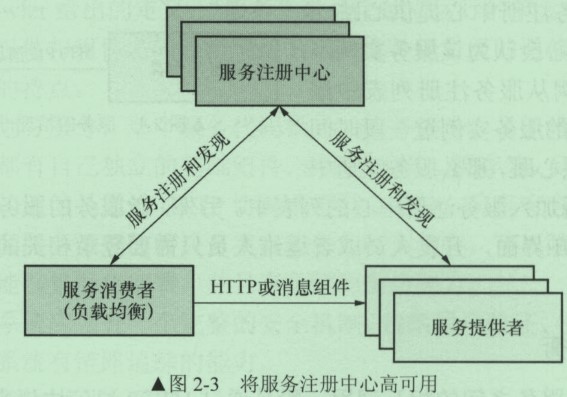 服务注册中心
服务注册和发现
服务注册和发现
服务消费者
(负载均衡)
HTTP或消息组件
服务提供者
▲图 2-3 将服务注册中心高可用